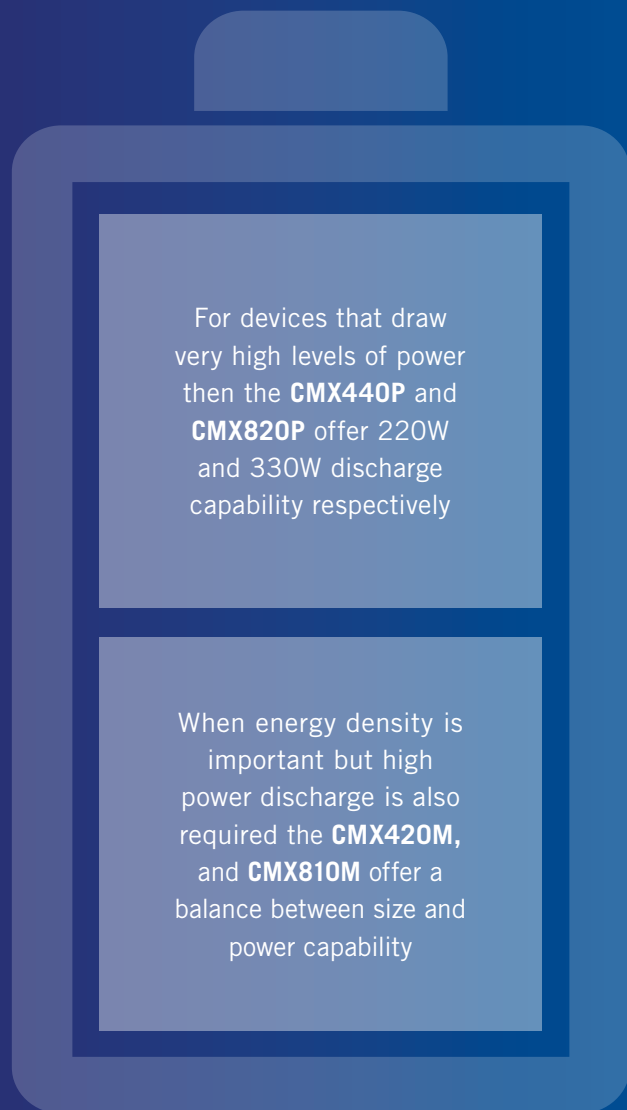 For devices that draw
very high levels of power
then the CMX440P and
CMX820P offer 220W
and 330W discharge
capability respectively
When energy density is
important but high
power discharge is also
required the CMX420M,
and CMX810M offer a
balance between size and
power capability